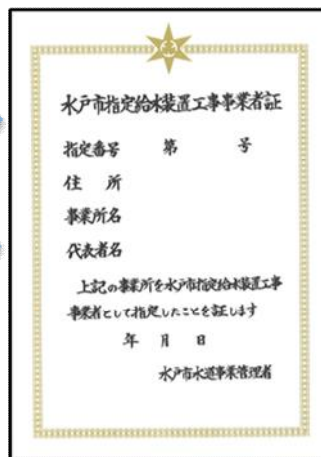 水戸市指定給水装置工事事業者証
指定番号 第 号
住 所
事業所名
代表者名
上記の事業所を水戸市指定給水装置工事
事業者として指定したことを証します
年 月 日
水戸市水道事業管理者